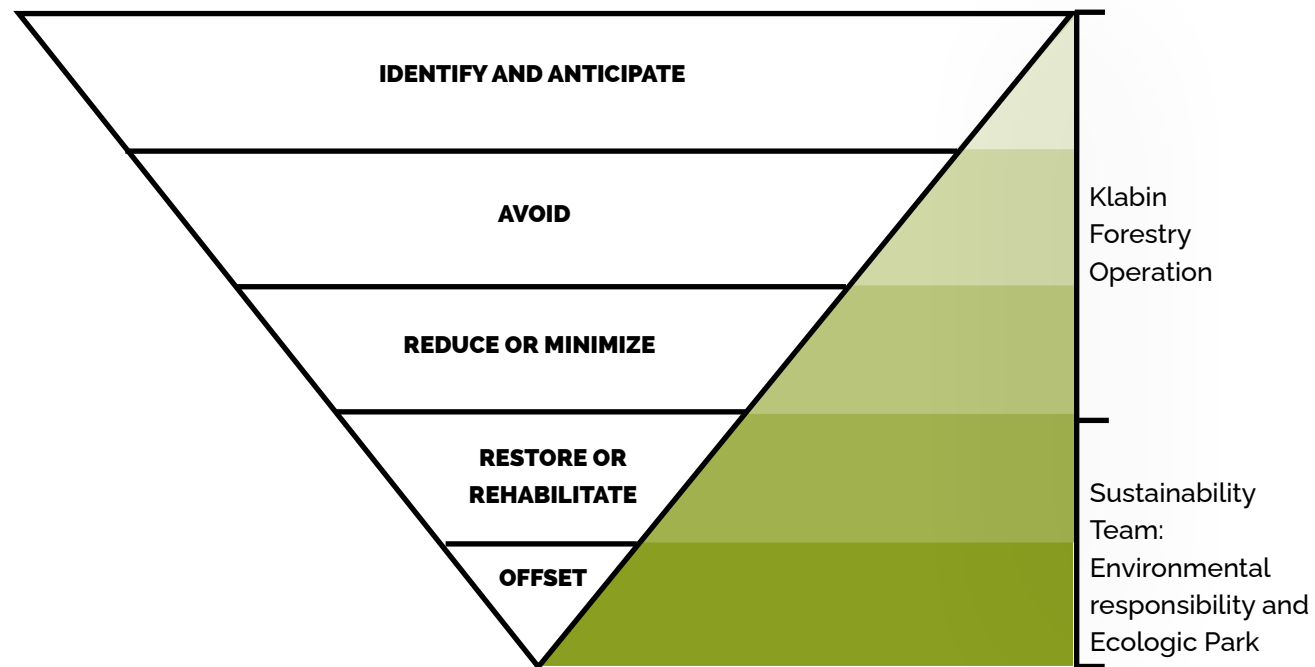 IDENTIFY AND ANTICIPATE
AVOID
REDUCE OR MINIMIZE
RESTORE OR
REHABILITATE
OFFSET
Klabin
Forestry
Operation
Sustainability
Team:
Environmental
responsibility and
Ecologic Park